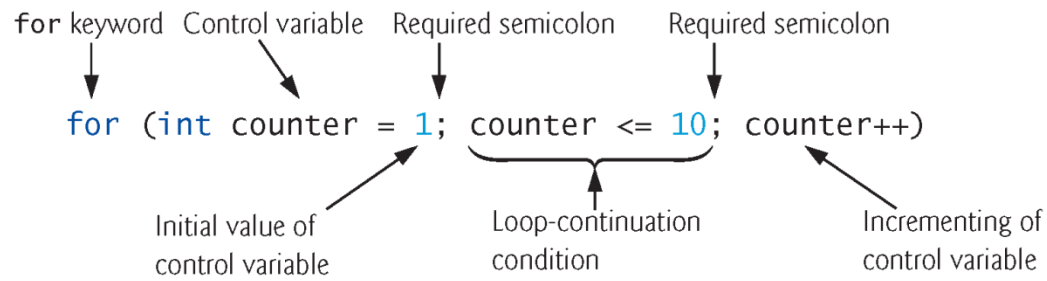 for keyword Control variable Required semicolon Required semicolon
for (int counter = 1; counter <= 10; counter++)
Initial value of control variable
Loop-continuation condition
Incrementing of control variable